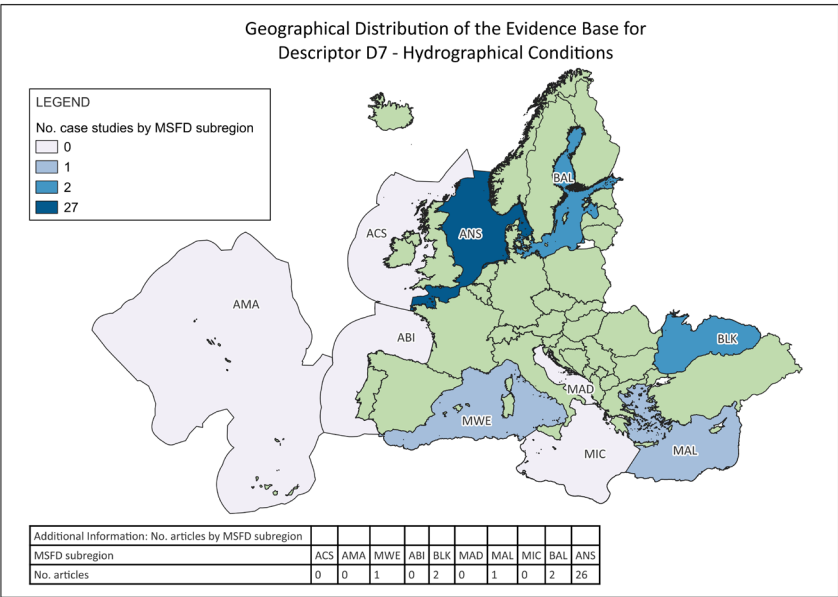 Geographical Distribution of the Evidence Base for
Descriptor D7 - Hydrographical Conditions
LEGEND
No. case studies by MSFD subregion
0
1
2
27
BAL
ACS
ANS
AMA
ABI
BLK
MAD
MWE
MIC
MAL
Additional Information: No. articles by MSFD subregion
MSFD subregion ACS AMA MWE ABI BLK MAD MAL MIC BAL ANS
No. articles 0 0 1 0 2 0 1 0 2 26